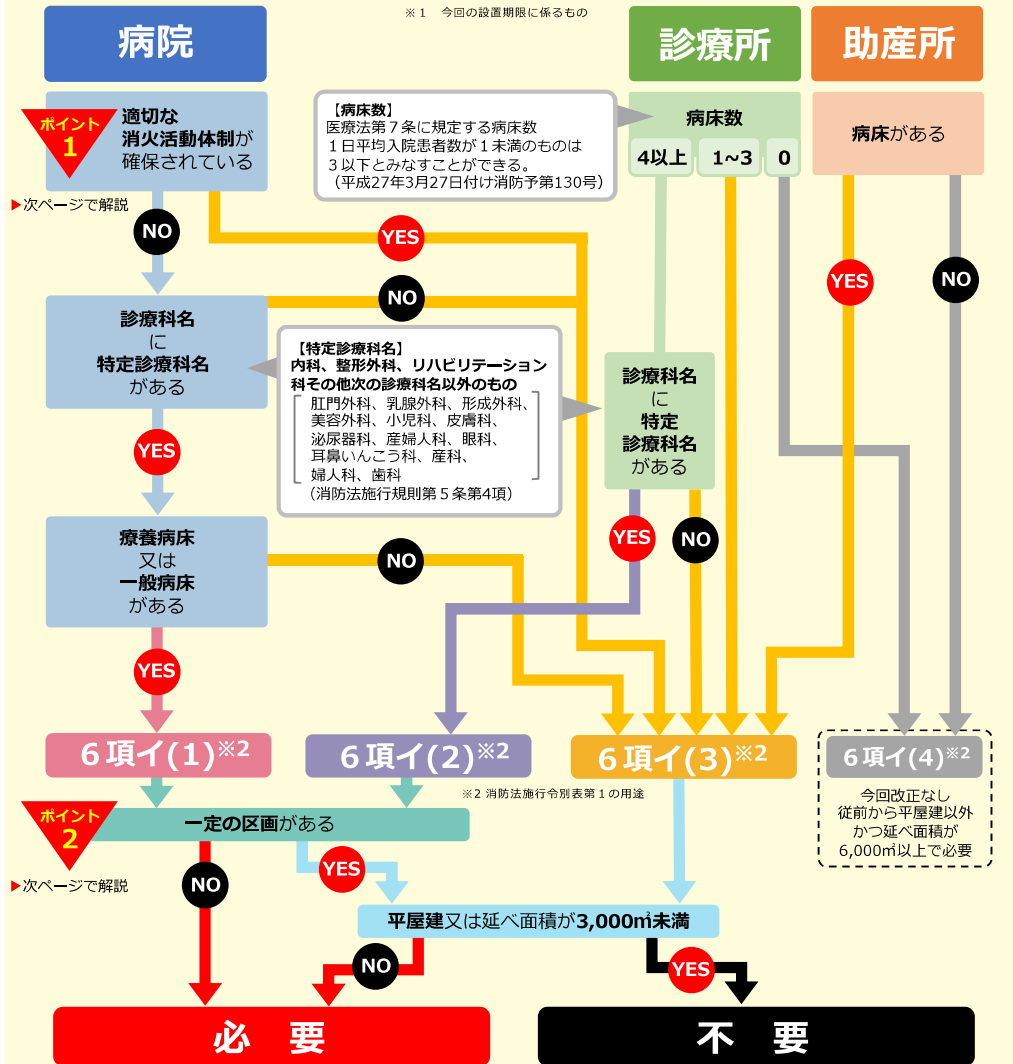 ※１　今回の設置期限に係るもの
病院
診療所
助産所
ポイント
1
適切な
消火活動体制が
確保されている
▶次ページで解説
【病床数】
医療法第７条に規定する病床数
１日平均入院患者数が１未満のものは
３以下とみなすことができる。
（平成27年3月27日付け消防予第130号）
病床数
4以上
1~3
0
病床がある
NO
YES
YES
NO
NO
診療科名
に
特定診療科名
がある
【特定診療科名】
内科、整形外科、リハビリテーション
科その他次の診療科名以外のもの
肛門外科、乳腺外科、形成外科、
美容外科、小児科、皮膚科、
泌尿器科、産婦人科、眼科、
耳鼻いんこう科、産科、
婦人科、歯科
（消防法施行規則第５条第4項）
診療科名
に
特定
診療科名
がある
YES
YES
NO
療養病床
又は
一般病床
がある
NO
YES
６項イ(1)※2
６項イ(2)※2
６項イ(3)※2
６項イ(4)※2
※２消防法施行令別表第１の用途
今回改正なし
従前から平屋建以外
かつ延べ面積が
6,000㎡以上で必要
ポイント
2
一定の区画がある
▶次ページで解説
NO
YES
平屋建又は延べ面積が3,000㎡未満
NO
YES
必　要
不　要